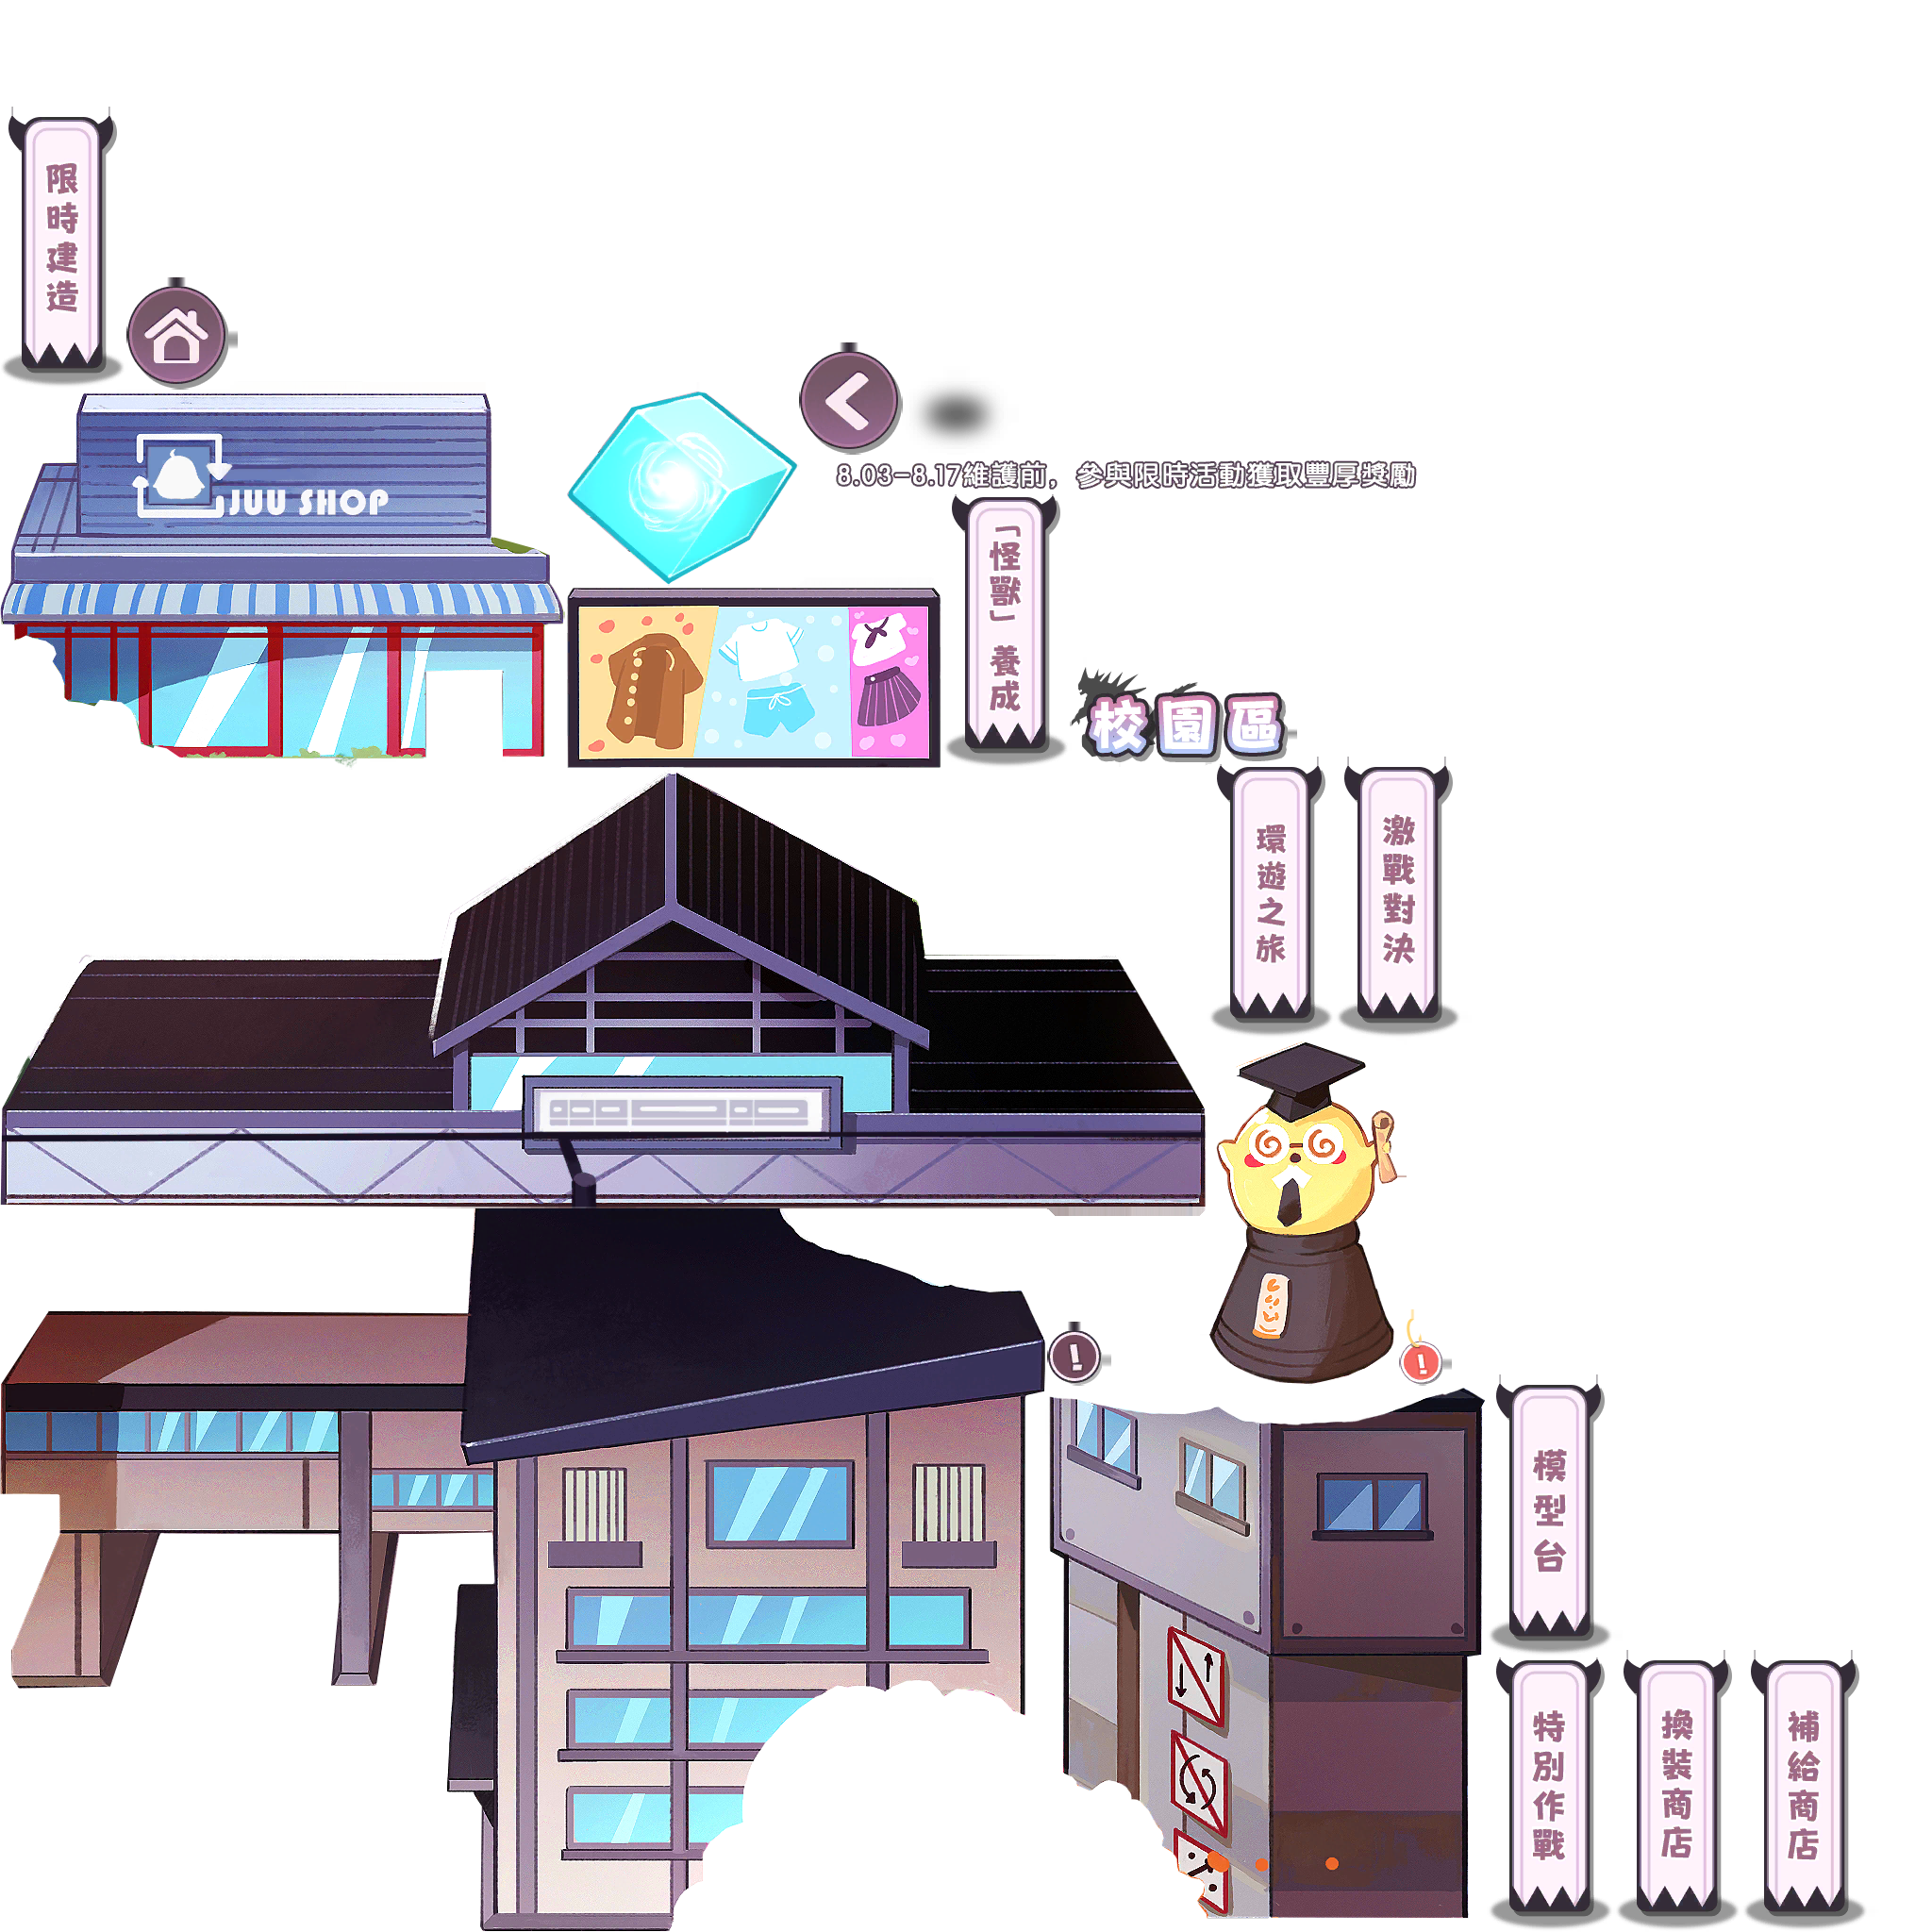 限時建造
JUU SHOP
8.03-8.17維護前，參與限時活動獲取豐厚獎勵
「怪獸」養成
校園區
環遊之旅
激戰對決
!
!
模型台
特別作戰
換裝商店
補給商店